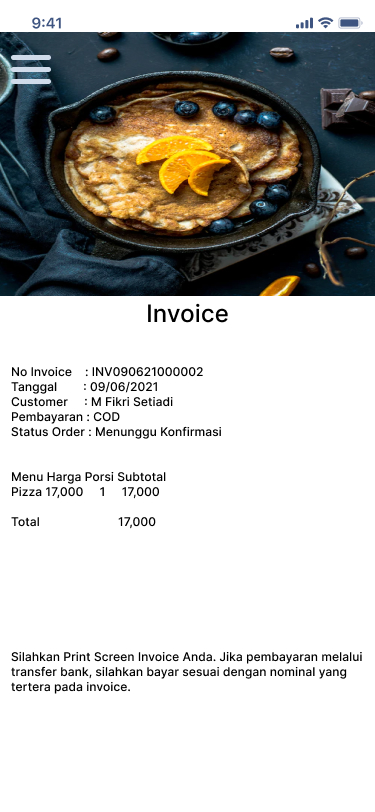 9:41
Invoice
No Invoice : INV090621000002
Tanggal : 09/06/2021
Customer : M Fikri Setiadi
Pembayaran : COD
Status Order : Menunggu Konfirmasi
Menu Harga Porsi Subtotal
Pizza 17,000 1 17,000
Total 17,000
Silahkan Print Screen Invoice Anda. Jika pembayaran melalui
transfer bank, silahkan bayar sesuai dengan nominal yang
tertera pada invoice.